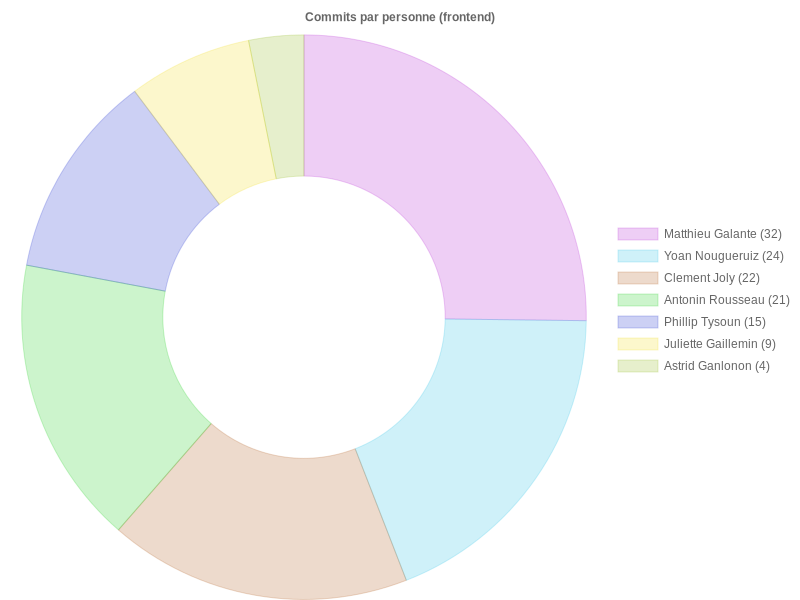 Commits par personne (frontend)
Matthieu Galante (32)
Yoan Nougueruiz (24)
Clement Joly (22)
Antonin Rousseau (21)
Phillip Tysoun (15)
Juliette Gaillemin (9)
Astrid Ganlonon (4)